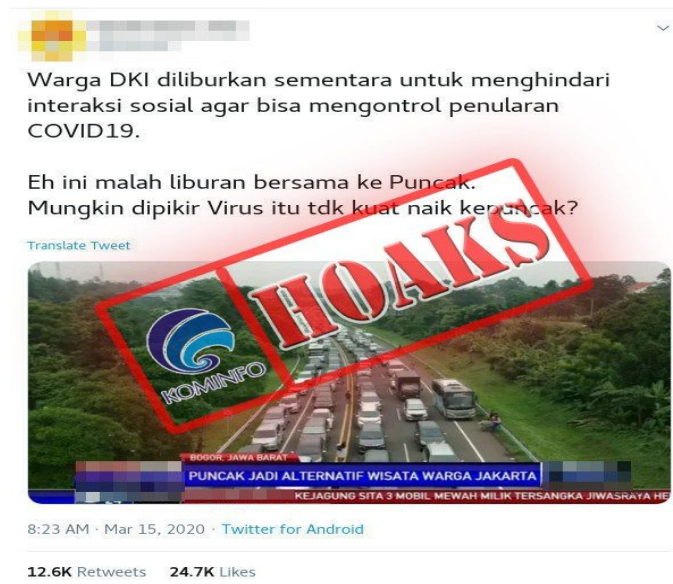 Warga DKI diliburkan sementara untuk menghindari
interaksi sosial agar bisa mengontrol penularan
COVID19.
Eh ini malah liburan bersama ke Puncak.
Mungkin dipikir Virus itu tdk kuat naik kepuncak?
Translate Tweet
HOAKS
KOMINFO
BOGOR, JAWA BARAT
PUNCAK JADI ALTERNATIF WISATA WARGA JAKARTA
KEJAGUNG SITA 3 MOBIL MEWAH MILIK TERSANGKA JIWASRAYA HE
8:23 AM · Mar 15, 2020 · Twitter for Android
12.6K Retweets 24.7K Likes